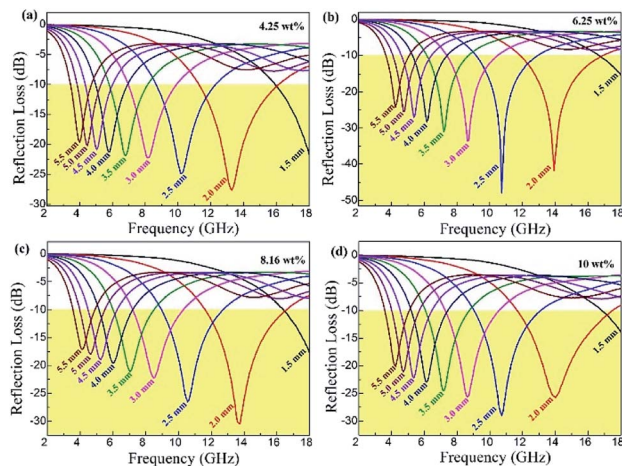 (a)
4.25 wt%
Reflection Loss (dB)
0
-5
-10
-15
-20
-25
-30
5.5 mm
5.0 mm
4.5 mm
4.0 mm
3.5 mm
3.0 mm
2.5 mm
2.0 mm
1.5 mm
2 4 6 8 10 12 14 16 18
Frequency (GHz)
(b)
6.25 wt%
Reflection Loss (dB)
0
-10
-20
-30
-40
-50
5.5 mm
5.0 mm
4.5 mm
4.0 mm
3.5 mm
3.0 mm
2.5 mm
2.0 mm
1.5 mm
2 4 6 8 10 12 14 16 18
Frequency (GHz)
(c)
8.16 wt%
Reflection Loss (dB)
0
-5
-10
-15
-20
-25
-30
5.5 mm
5 mm
4.5 mm
4.0 mm
3.5 mm
3.0 mm
2.5 mm
2.0 mm
1.5 mm
2 4 6 8 10 12 14 16 18
Frequency (GHz)
(d)
10 wt%
Reflection Loss (dB)
0
-5
-10
-15
-20
-25
-30
5.5 mm
5.0 mm
4.5 mm
4.0 mm
3.5 mm
3.0 mm
2.5 mm
2.0 mm
1.5 mm
2 4 6 8 10 12 14 16 18
Frequency (GHz)